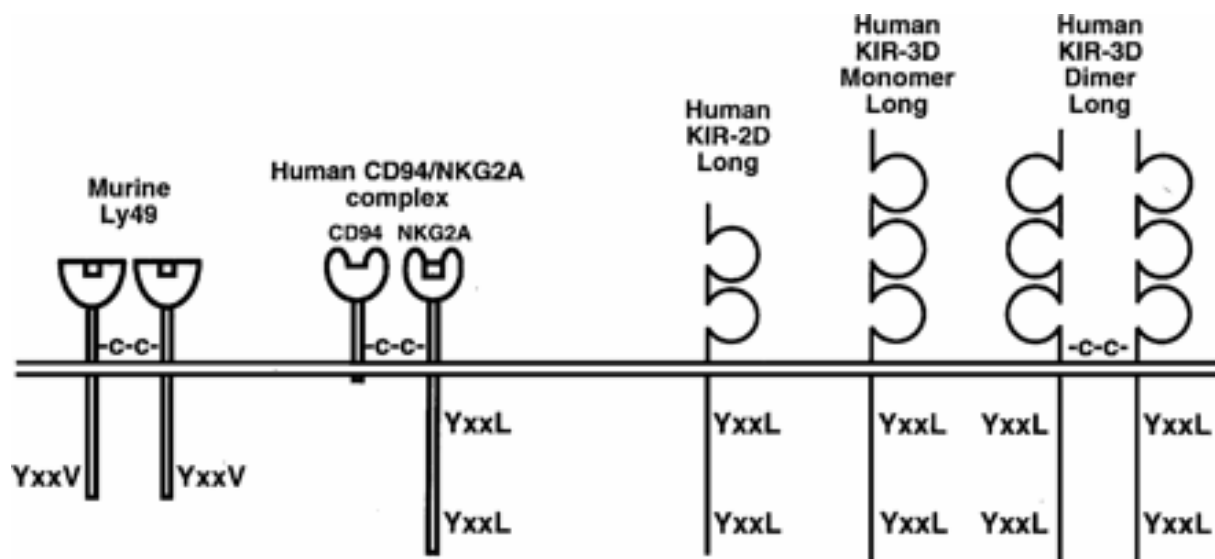 Murine
Ly49
Human CD94/NKG2A
complex
CD94 NKG2A
Human
KIR-2D
Long
Human
KIR-3D
Monomer
Long
Human
KIR-3D
Dimer
Long
-C-C-
-C-C-
-C-C-
YxxV
YxxV
YxxL
YxxL
YxxL
YxxL
YxxL
YxxL
YxxL
YxxL
YxxL
YxxL